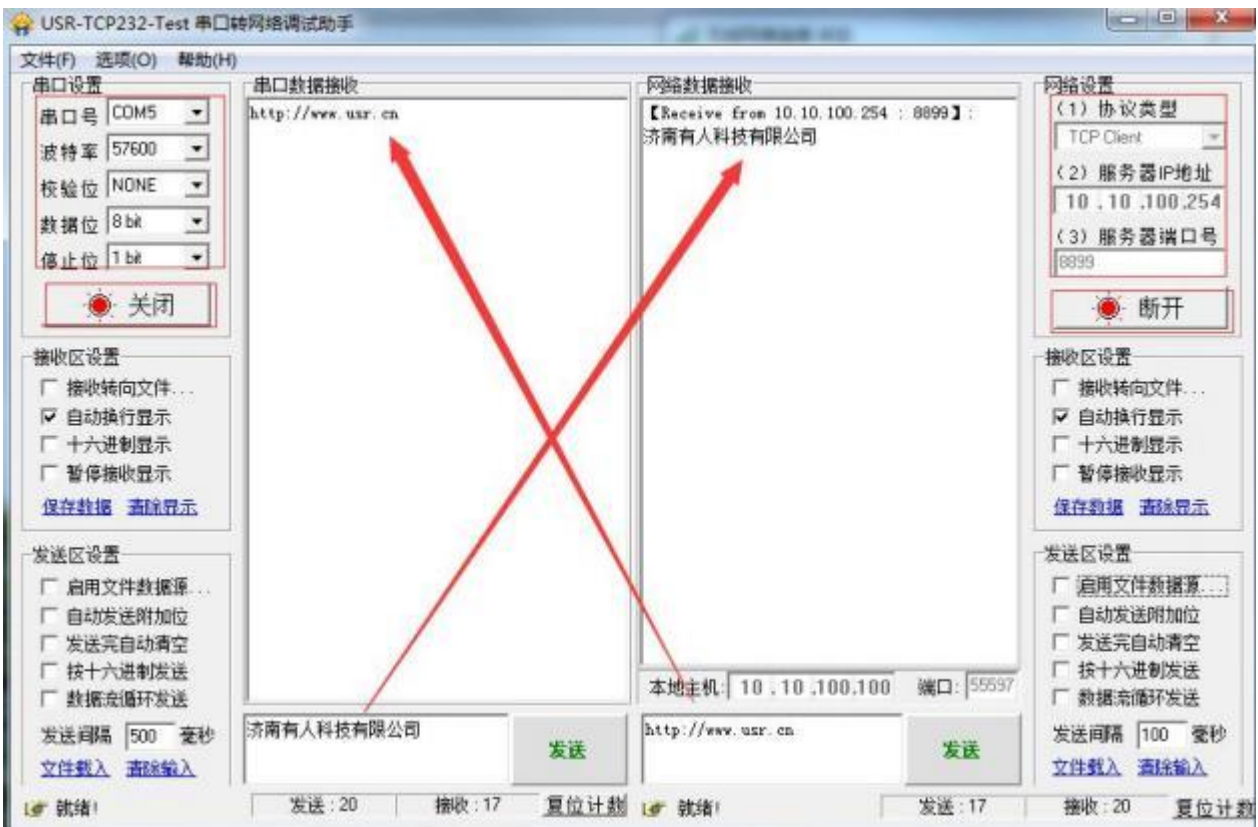 USR-TCP232-Test 串口转网络调试助手
文件(F) 选项(O) 帮助(H)
串口设置
串口号 COM5
波特率 57600
校验位 NONE
数据位 8 bit
停止位 1 bit
关闭
接收区设置
接收转向文件...
自动换行显示
十六进制显示
暂停接收显示
保存数据 清除显示
发送区设置
启用文件数据源...
自动发送附加位
发送完自动清空
按十六进制发送
数据流循环发送
发送间隔 500 毫秒
文件载入 清除输入
就绪!
串口数据接收
http://www.usr.cn
济南有人科技有限公司
发送
发送:20 接收:17 复位计数
网络数据接收
【Receive from 10.10.100.254 : 8899】:
济南有人科技有限公司
本地主机: 10 .10 .100.100 端口: 55597
http://www.usr.cn
发送
就绪!
发送:17 接收:20 复位计数
网络设置
(1) 协议类型
TCP Client
(2) 服务器IP地址
10 .10 .100.254
(3) 服务器端口号
8899
断开
接收区设置
接收转向文件...
自动换行显示
十六进制显示
暂停接收显示
保存数据 清除显示
发送区设置
启用文件数据源...
自动发送附加位
发送完自动清空
按十六进制发送
数据流循环发送
发送间隔 100 毫秒
文件载入 清除输入